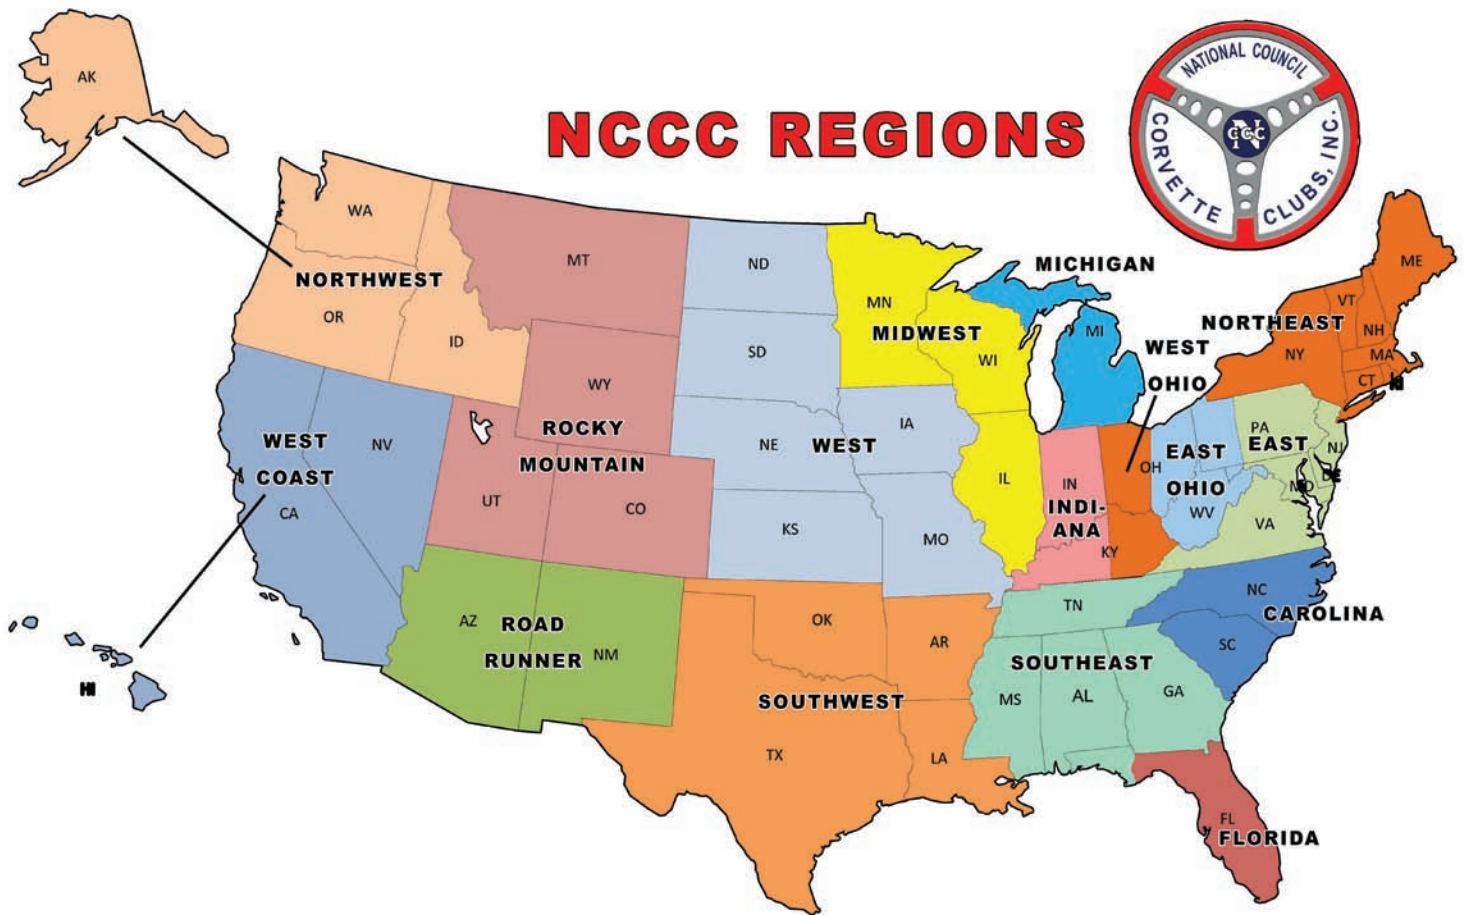 NCCC REGIONS
NATIONAL COUNCIL
CORVETTE
CLUBS, INC.
N
CCC
AK
WA
NORTHWEST
OR
ID
MT
WY
ROCKY
MOUNTAIN
UT
CO
WEST
COAST
NV
CA
HI
AZ
ROAD
RUNNER
NM
ND
SD
NE
WEST
IA
KS
MO
MN
MIDWEST
WI
IL
MICHIGAN
MI
WEST
OHIO
OH
EAST
OHIO
WV
IN
INDI-
ANA
KY
NORTHEAST
ME
VT
NH
NY
MA
CT
PA
EAST
NJ
MD
DE
VA
NC
CAROLINA
SC
TN
SOUTHEAST
MS
AL
GA
OK
AR
SOUTHWEST
TX
LA
FL
FLORIDA